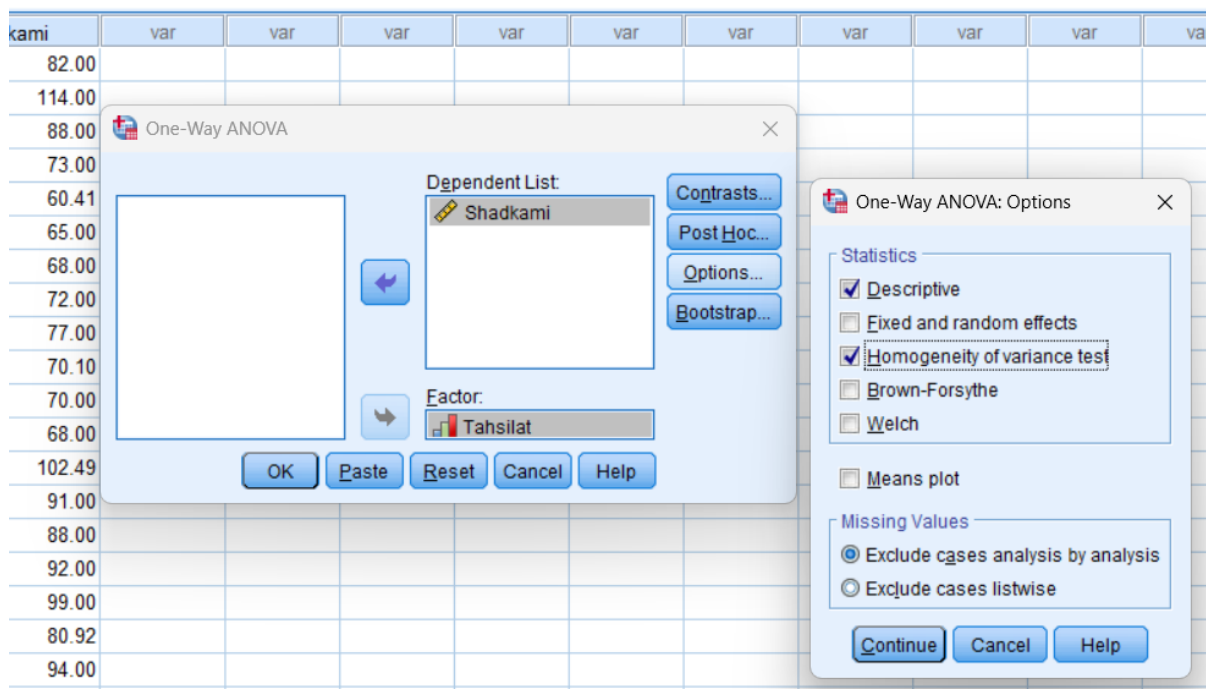 kami var var var var var var var var var va
82.00
114.00
88.00
73.00
60.41
65.00
68.00
72.00
77.00
70.10
70.00
68.00
102.49
91.00
88.00
92.00
99.00
80.92
94.00
One-Way ANOVA
Dependent List:
Shadkami
Factor:
Tahsilat
Contrasts...
Post Hoc...
Options...
Bootstrap...
OK Paste Reset Cancel Help
One-Way ANOVA: Options
Statistics
Descriptive
Fixed and random effects
Homogeneity of variance test
Brown-Forsythe
Welch
Means plot
Missing Values
Exclude cases analysis by analysis
Exclude cases listwise
Continue Cancel Help